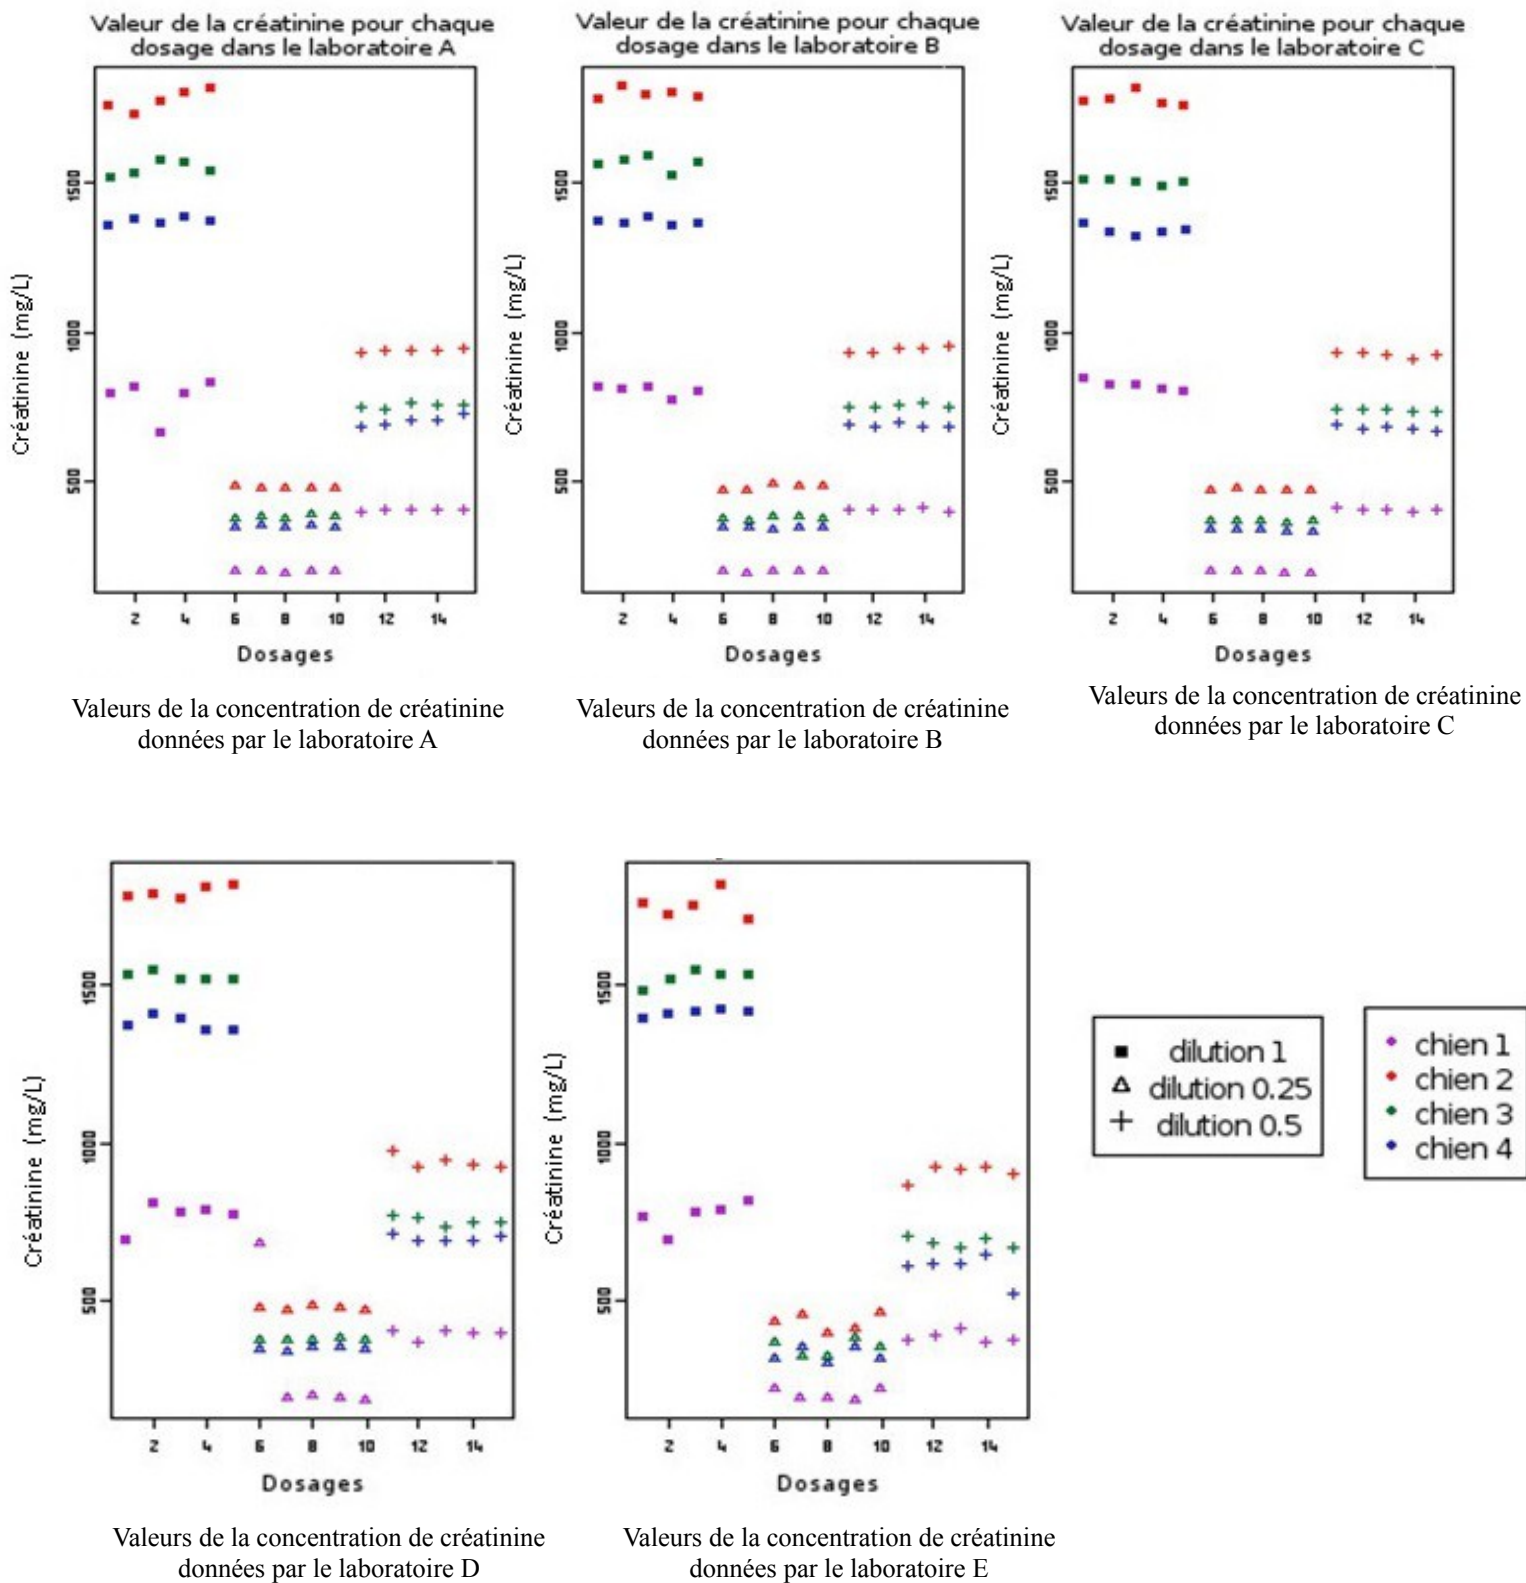 Valeur de la créatinine pour chaque
dosage dans le laboratoire A
Créatinine (mg/L)
1500
1000
500
2 4 6 8 10 12 14
Dosages
Valeurs de la concentration de créatinine
données par le laboratoire A
Valeur de la créatinine pour chaque
dosage dans le laboratoire B
Créatinine (mg/L)
1500
1000
500
2 4 6 8 10 12 14
Dosages
Valeurs de la concentration de créatinine
données par le laboratoire B
Valeur de la créatinine pour chaque
dosage dans le laboratoire C
Créatinine (mg/L)
1500
1000
500
2 4 6 8 10 12 14
Dosages
Valeurs de la concentration de créatinine
données par le laboratoire C
Créatinine (mg/L)
1500
1000
500
2 4 6 8 10 12 14
Dosages
Valeurs de la concentration de créatinine
données par le laboratoire D
Créatinine (mg/L)
1500
1000
500
2 4 6 8 10 12 14
Dosages
Valeurs de la concentration de créatinine
données par le laboratoire E
dilution 1
dilution 0.25
dilution 0.5
chien 1
chien 2
chien 3
chien 4